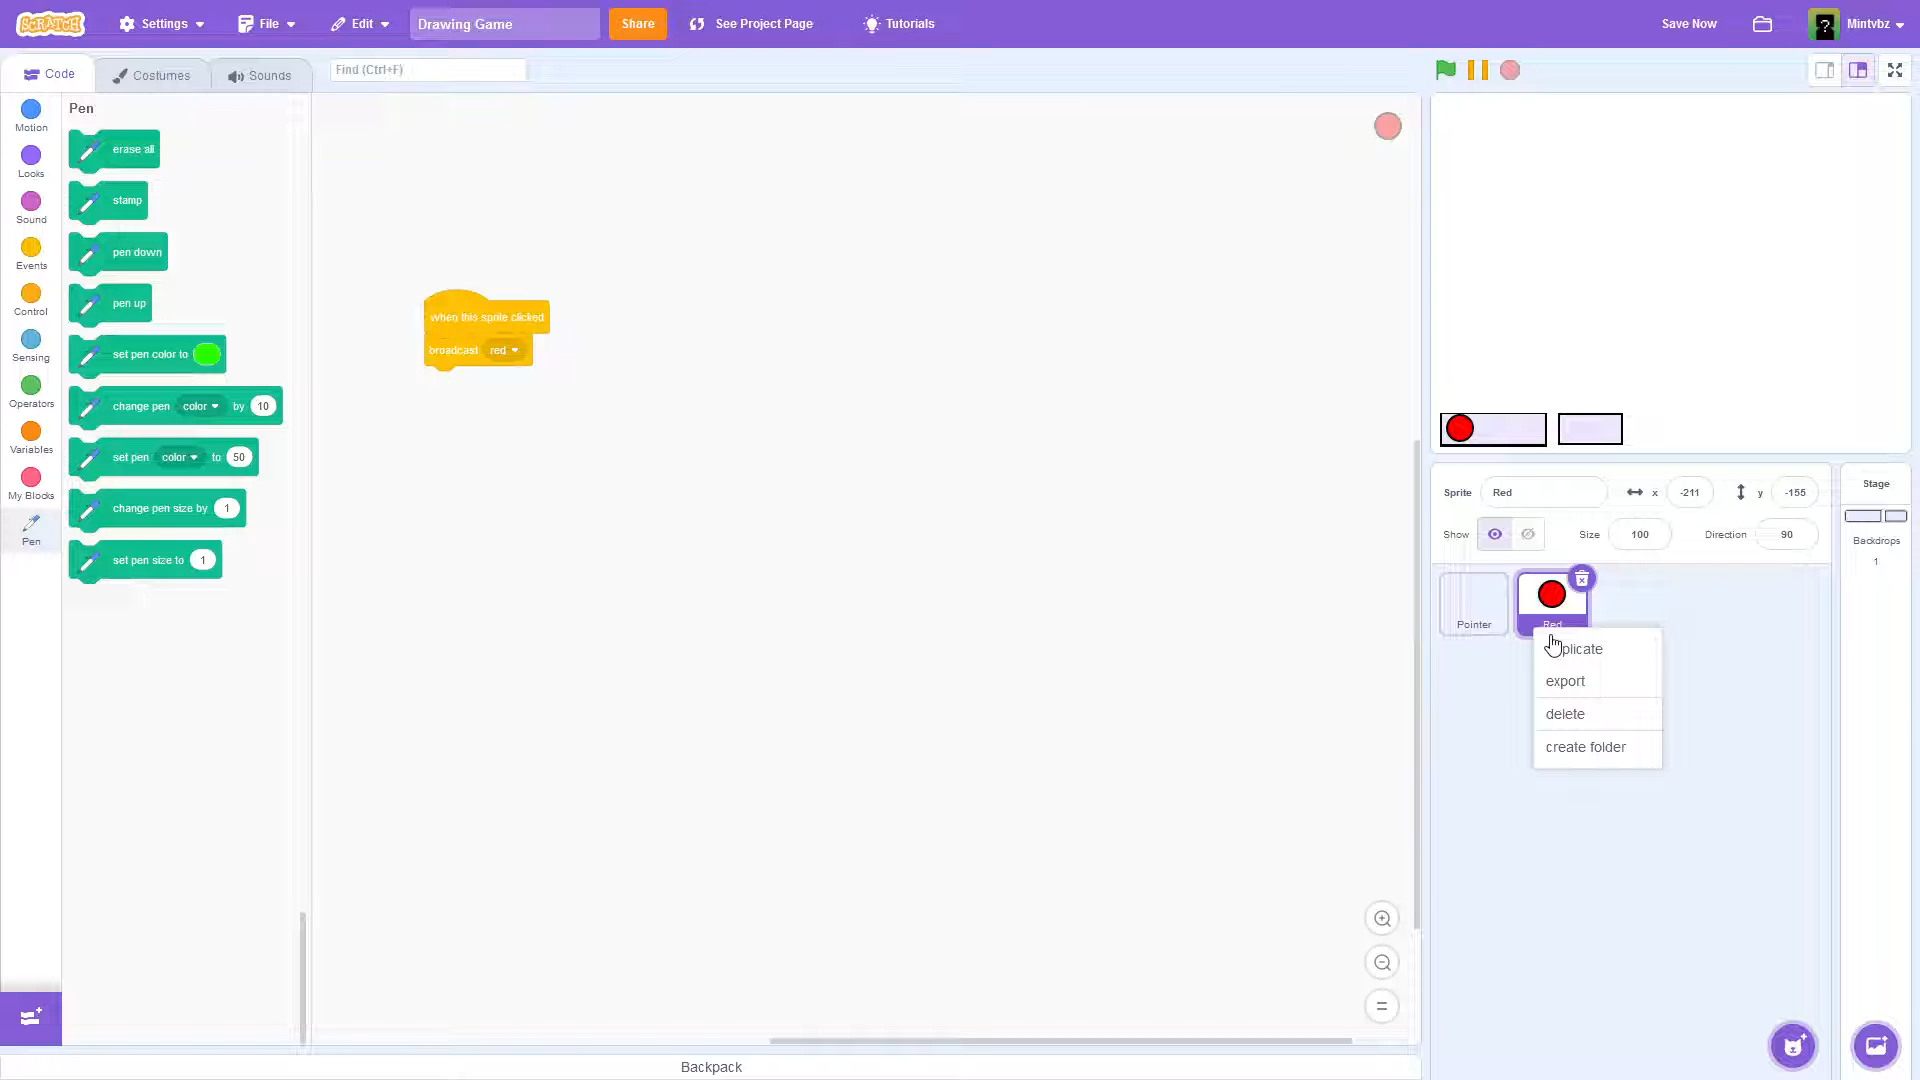 SCRATCH
Settings
File
Edit
Drawing Game
Share
See Project Page
Tutorials
Save Now
Mintvbz
Code
Costumes
Sounds
Find (Ctrl+F)
Motion
Looks
Sound
Events
Control
Sensing
Operators
Variables
My Blocks
Pen
Pen
erase all
stamp
pen down
pen up
set pen color to
change pen color by 10
set pen color to 50
change pen size by 1
set pen size to 1
when this sprite clicked
broadcast red
Sprite Red x -211 y -155
Show Size 100 Direction 90
Pointer
Red
plicate
export
delete
create folder
Stage
Backdrops
1
Backpack